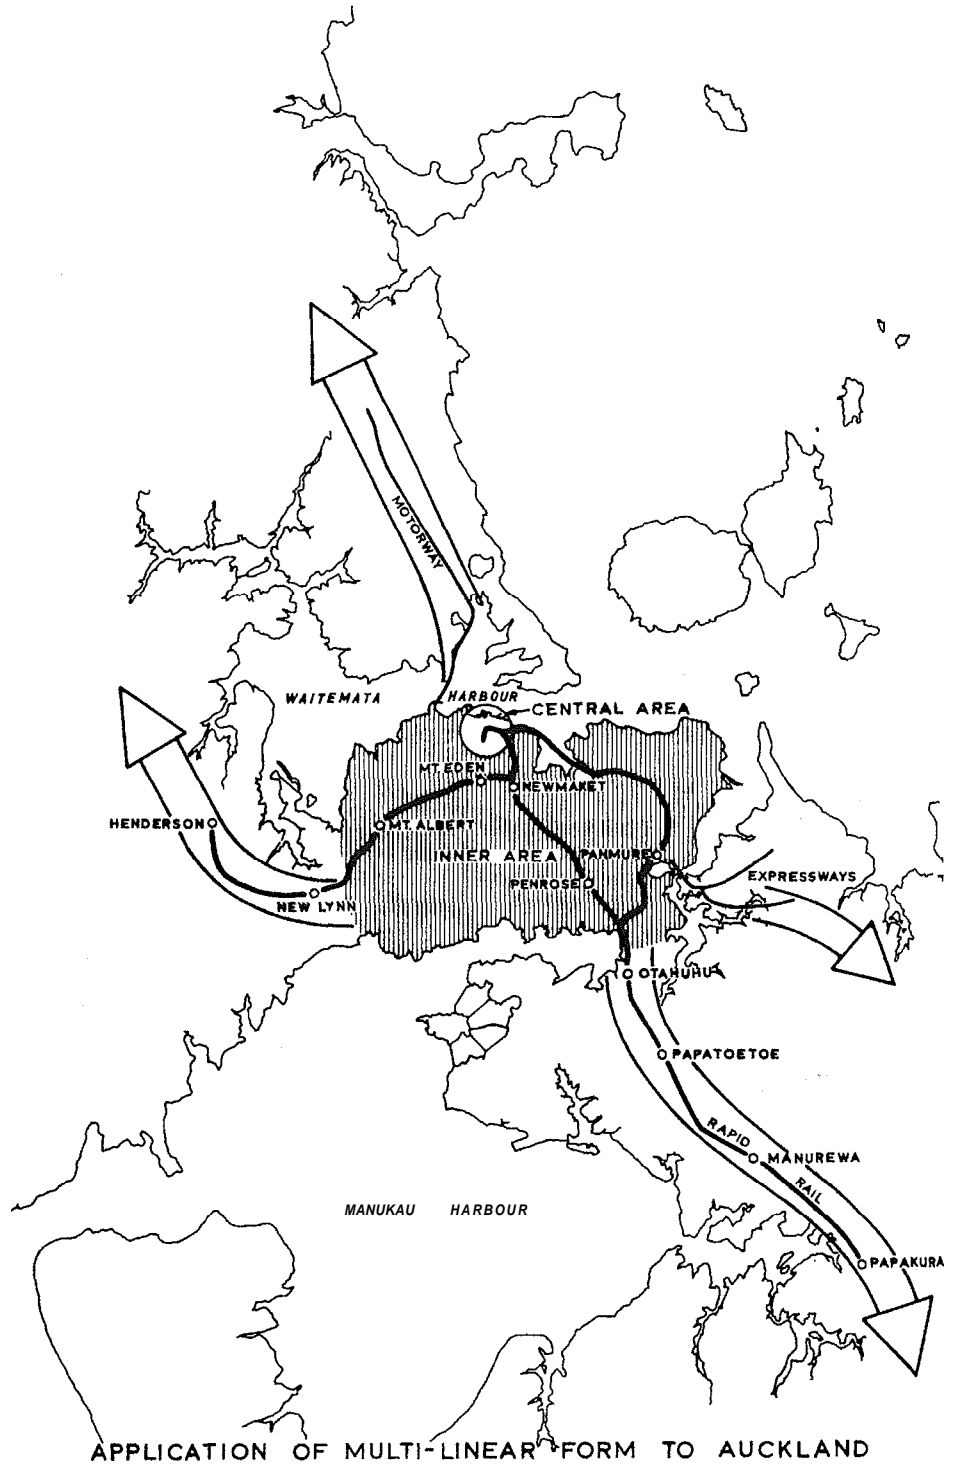 MOTORWAY
WAITEMATA HARBOUR
CENTRAL AREA
MT. EDEN
NEWMAKET
HENDERSON
MT. ALBERT
INNER AREA
PANMURE
PENROSE
EXPRESSWAYS
NEW LYNN
OTAHUHU
PAPATOETOE
RAPID
MANUREWA
RAIL
MANUKAU HARBOUR
PAPAKURA
APPLICATION OF MULTI-LINEAR FORM TO AUCKLAND